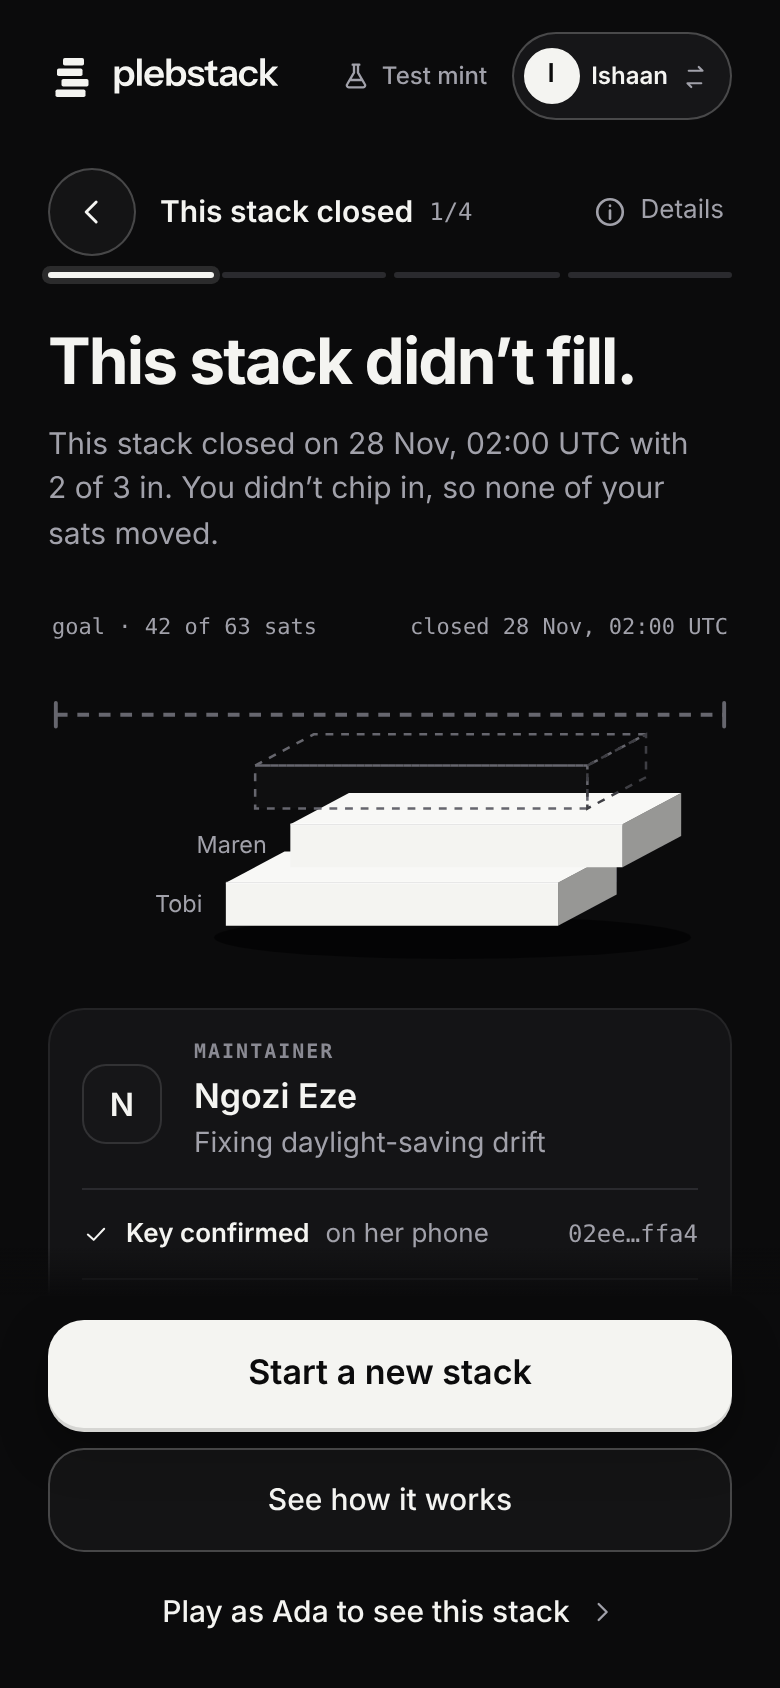 plebstack
Test mint
I
Ishaan
This stack closed 1/4
Details
This stack didn’t fill.
This stack closed on 28 Nov, 02:00 UTC with
2 of 3 in. You didn’t chip in, so none of your
sats moved.
goal · 42 of 63 sats
closed 28 Nov, 02:00 UTC
Maren
Tobi
MAINTAINER
N
Ngozi Eze
Fixing daylight-saving drift
Key confirmed on her phone 02ee…ffa4
Start a new stack
See how it works
Play as Ada to see this stack